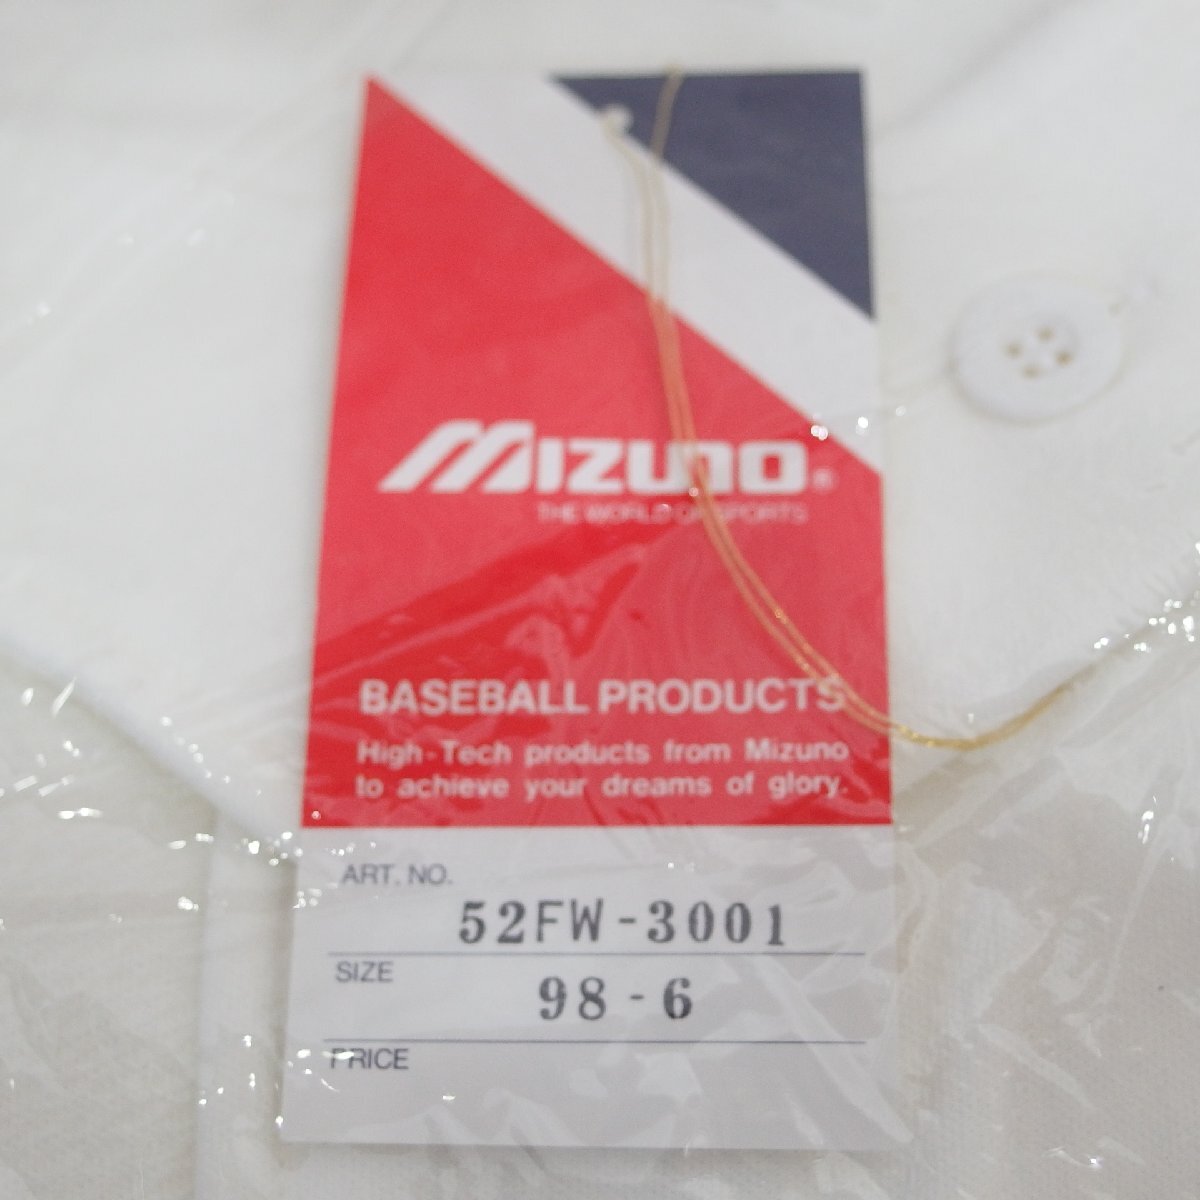 MIZUNO®
THE WORLD OF SPORTS
BASEBALL PRODUCTS
High-Tech products from Mizuno
to achieve your dreams of glory.
ART. NO.
52FW-3001
SIZE
98-6
PRICE